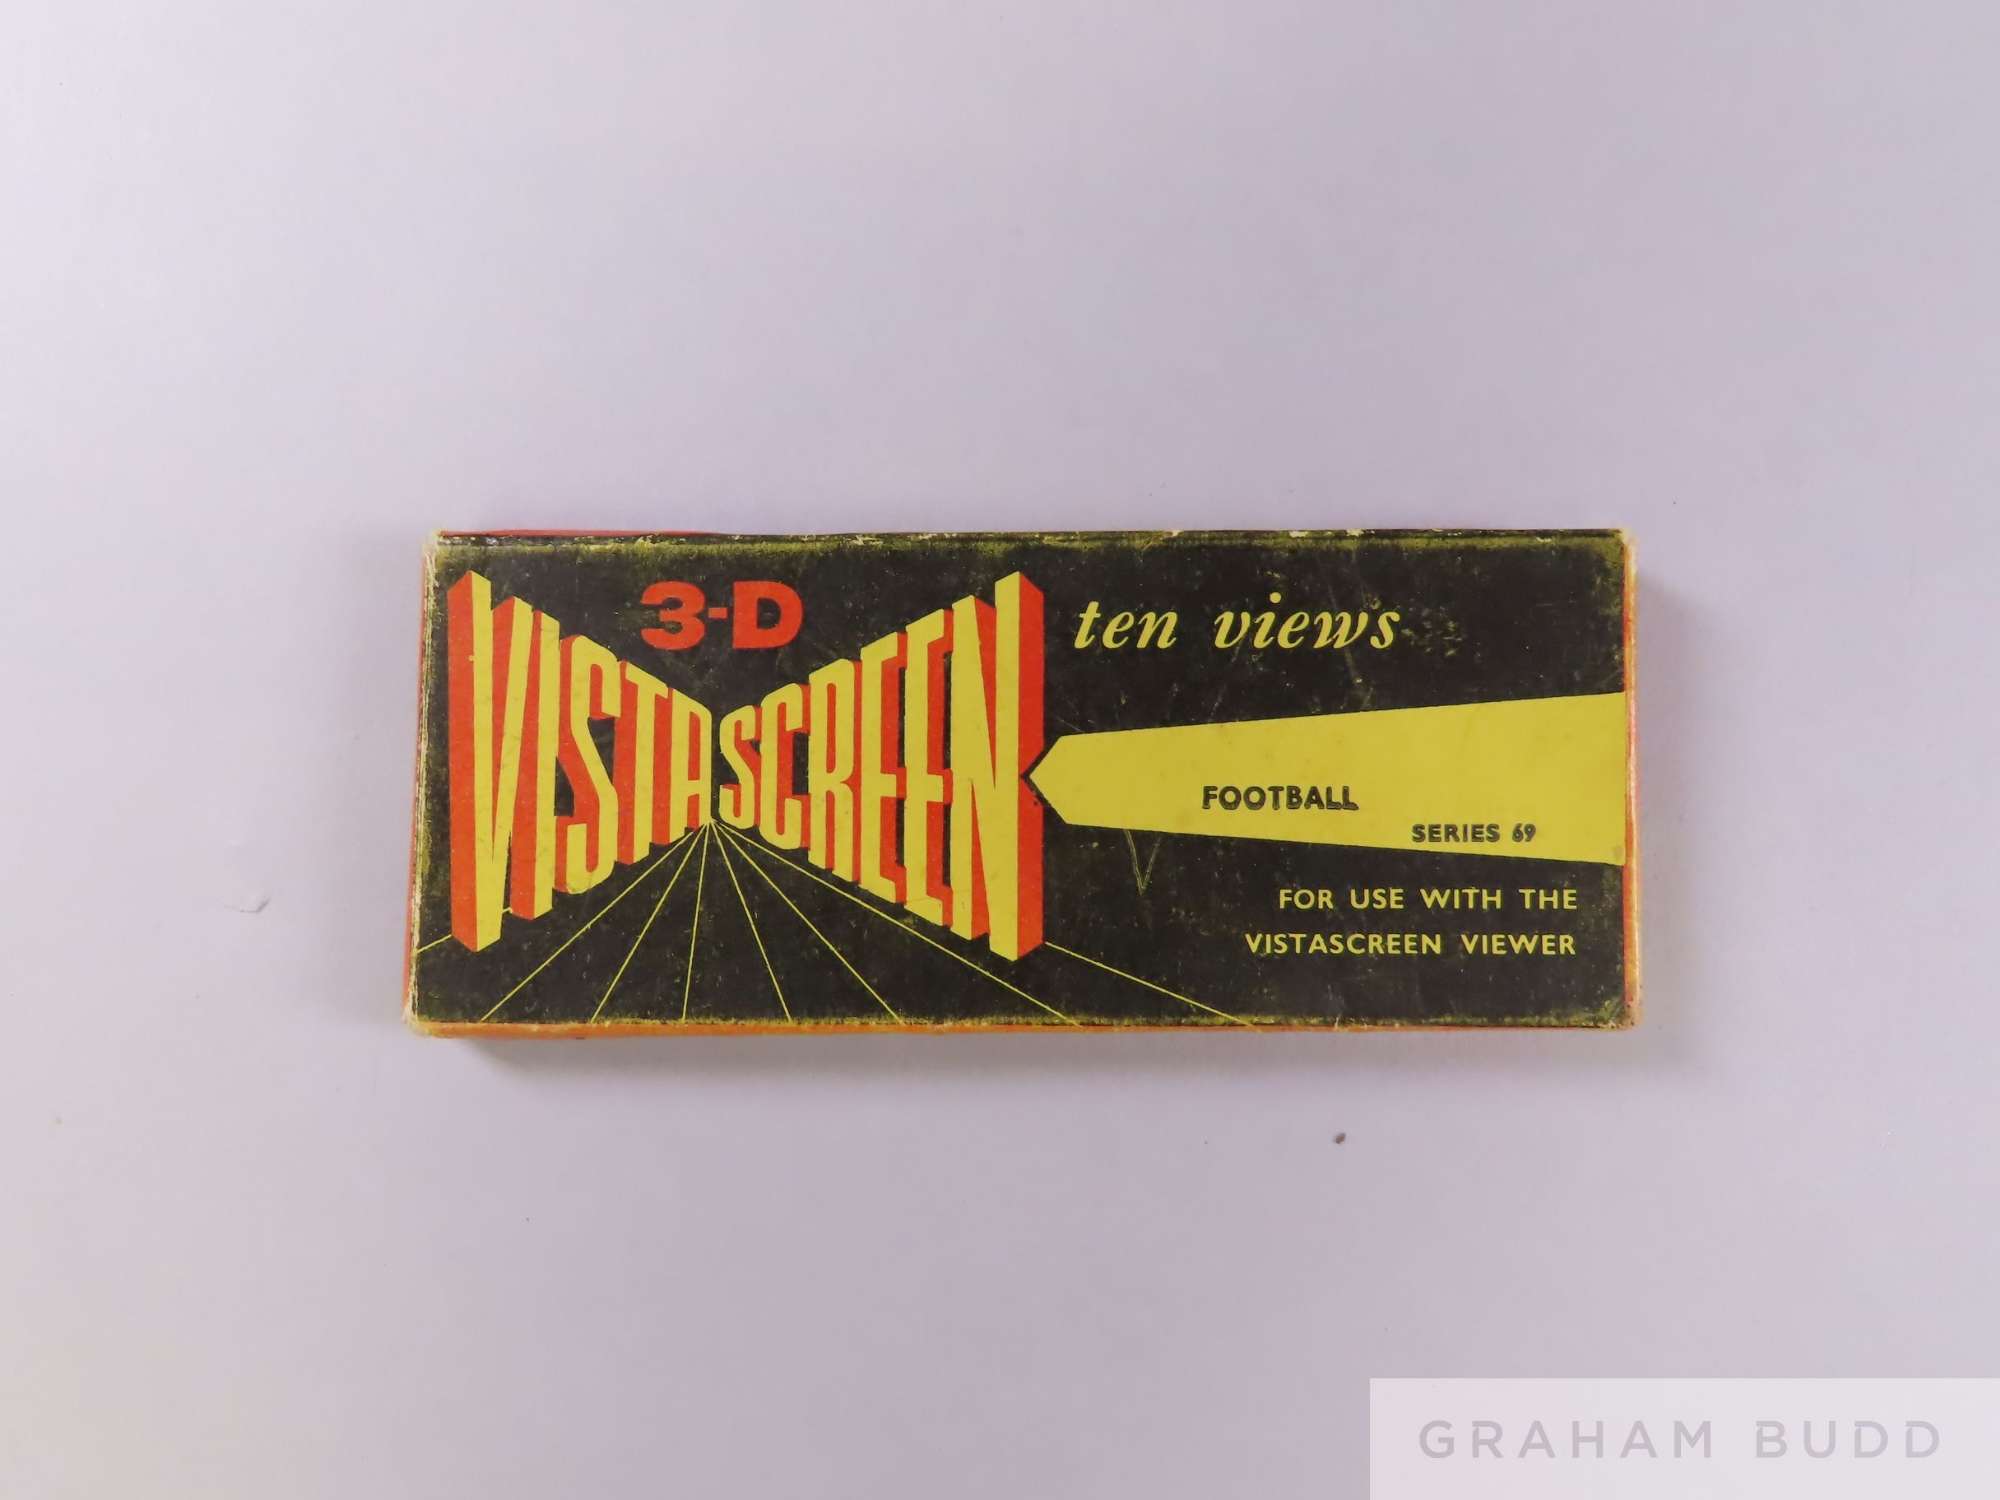 3-D
VISTASCREEN
ten views
FOOTBALL
SERIES 69
FOR USE WITH THE
VISTASCREEN VIEWER
GRAHAM BUDD